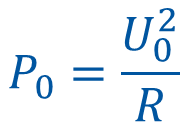 P₀ = U₀²/R